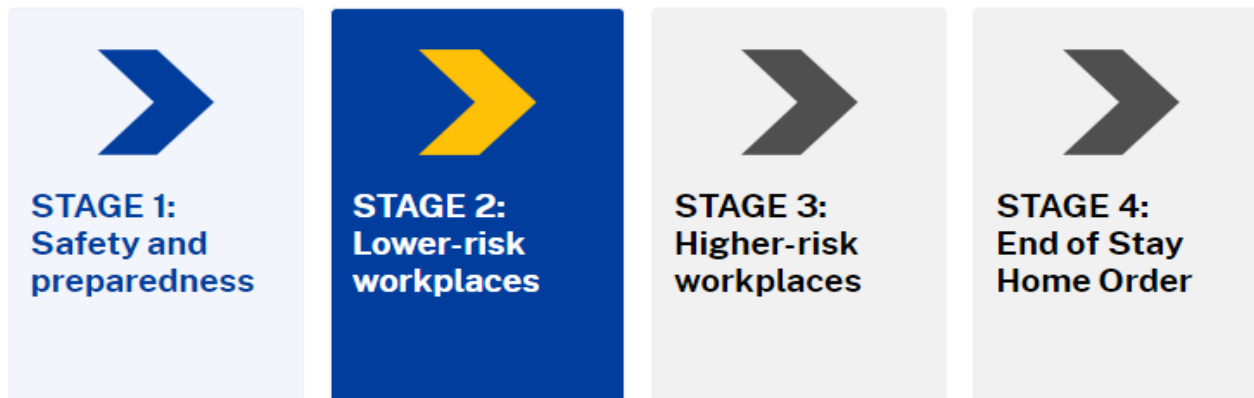 STAGE 1:
Safety and
preparedness
STAGE 2:
Lower-risk
workplaces
STAGE 3:
Higher-risk
workplaces
STAGE 4:
End of Stay
Home Order